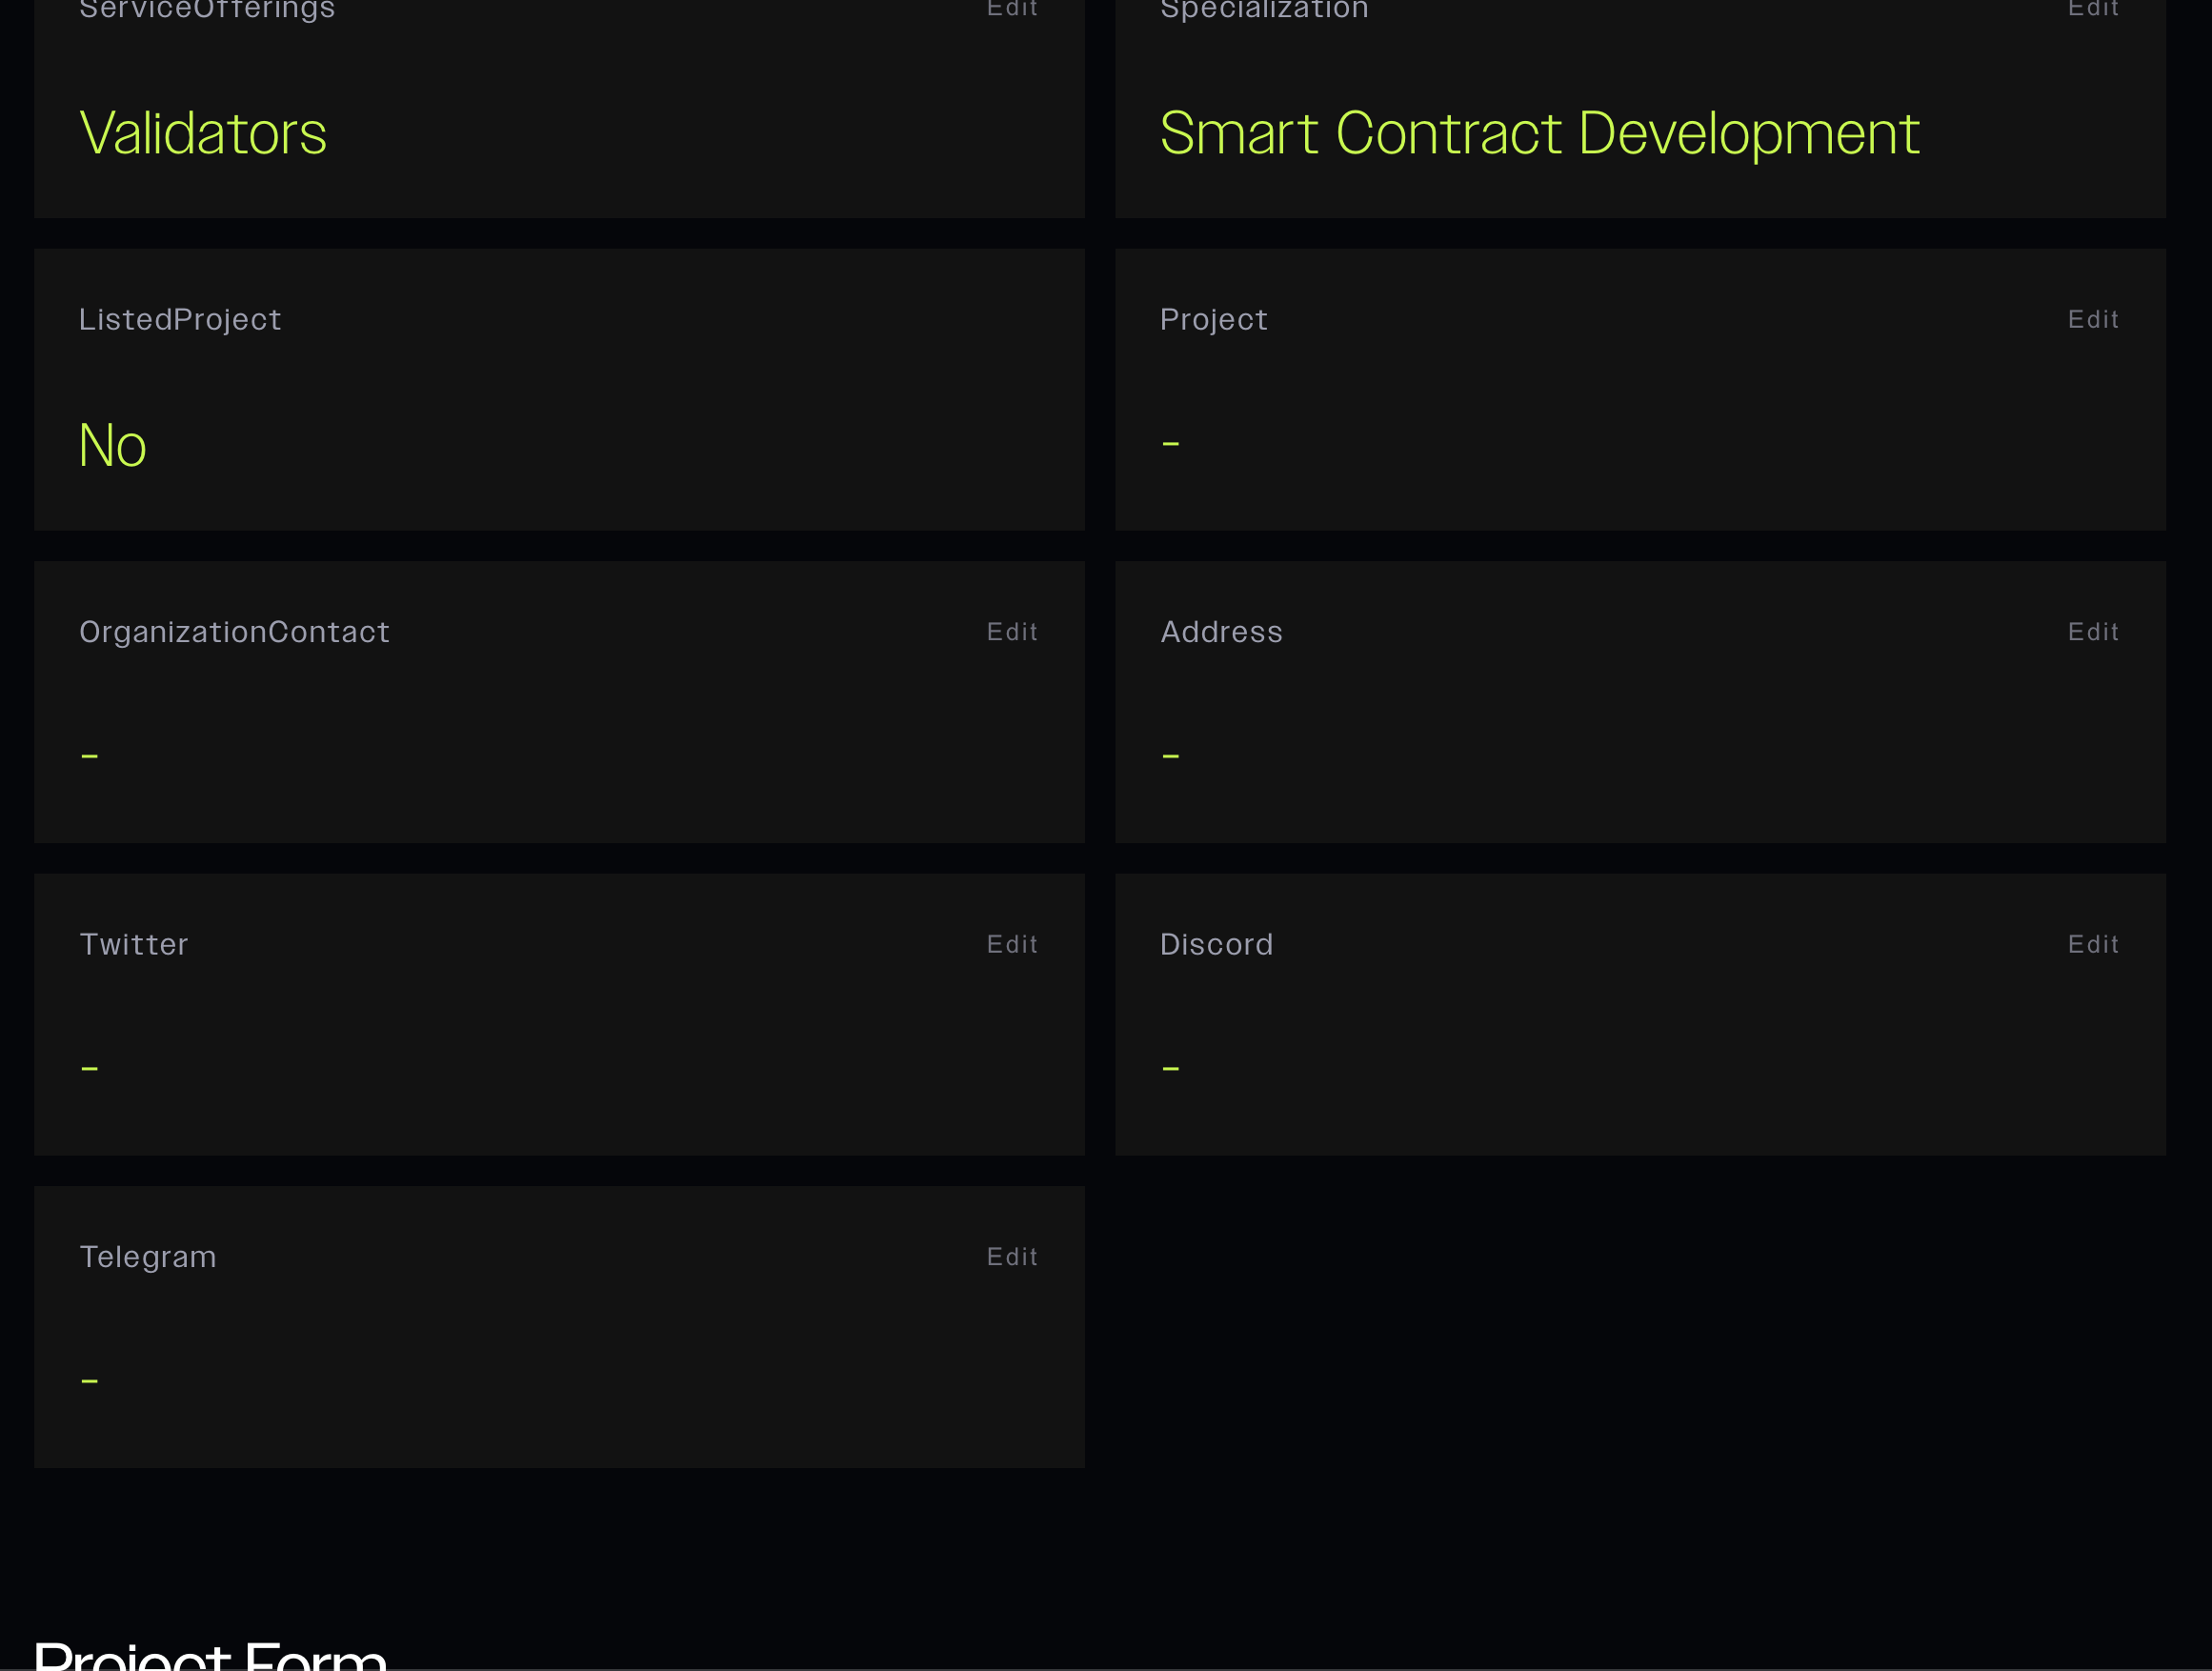 ServiceOfferings Edit
Specialization Edit
Validators
Smart Contract Development
ListedProject
Project Edit
No
-
OrganizationContact Edit
Address Edit
-
-
Twitter Edit
Discord Edit
-
-
Telegram Edit
-
Project Form